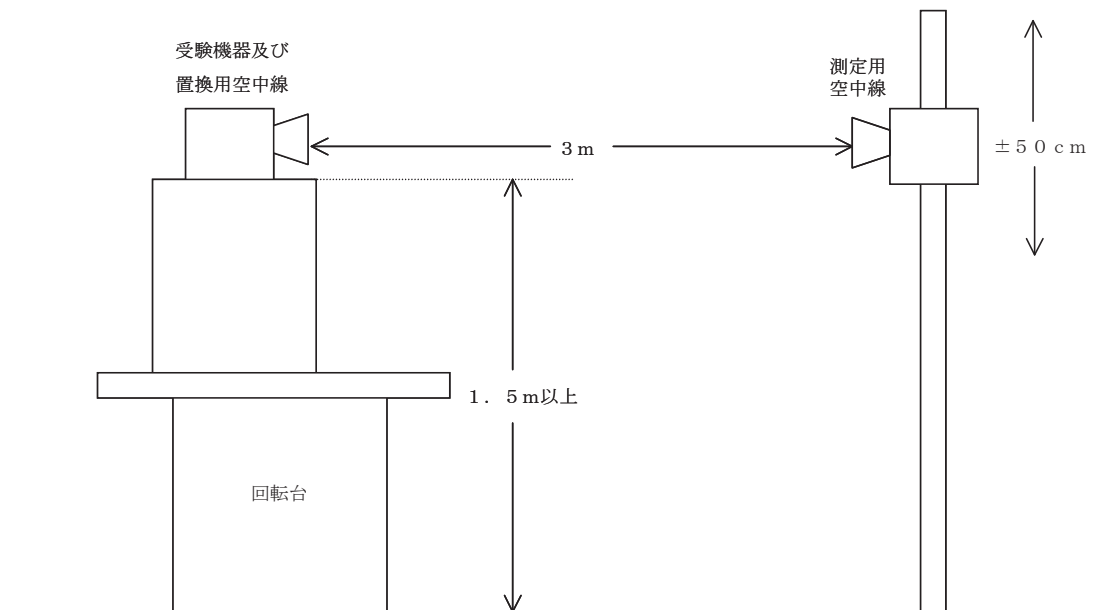 受験機器及び
置換用空中線
測定用
空中線
３ｍ
±５０ｃｍ
１．５ｍ以上
回転台